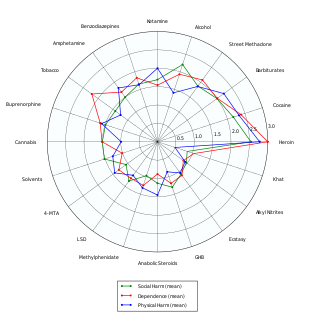 Ketamine
Benzodiazepines
Alcohol
Amphetamine
Street Methadone
Tobacco
Barbiturates
Buprenorphine
Cocaine
Cannabis
0.5
1.0
1.5
2.0
2.5
3.0
Heroin
Solvents
Khat
4-MTA
Alkyl Nitrites
LSD
Ecstasy
Methylphenidate
GHB
Anabolic Steroids
Social Harm (mean)
Dependence (mean)
Physical Harm (mean)